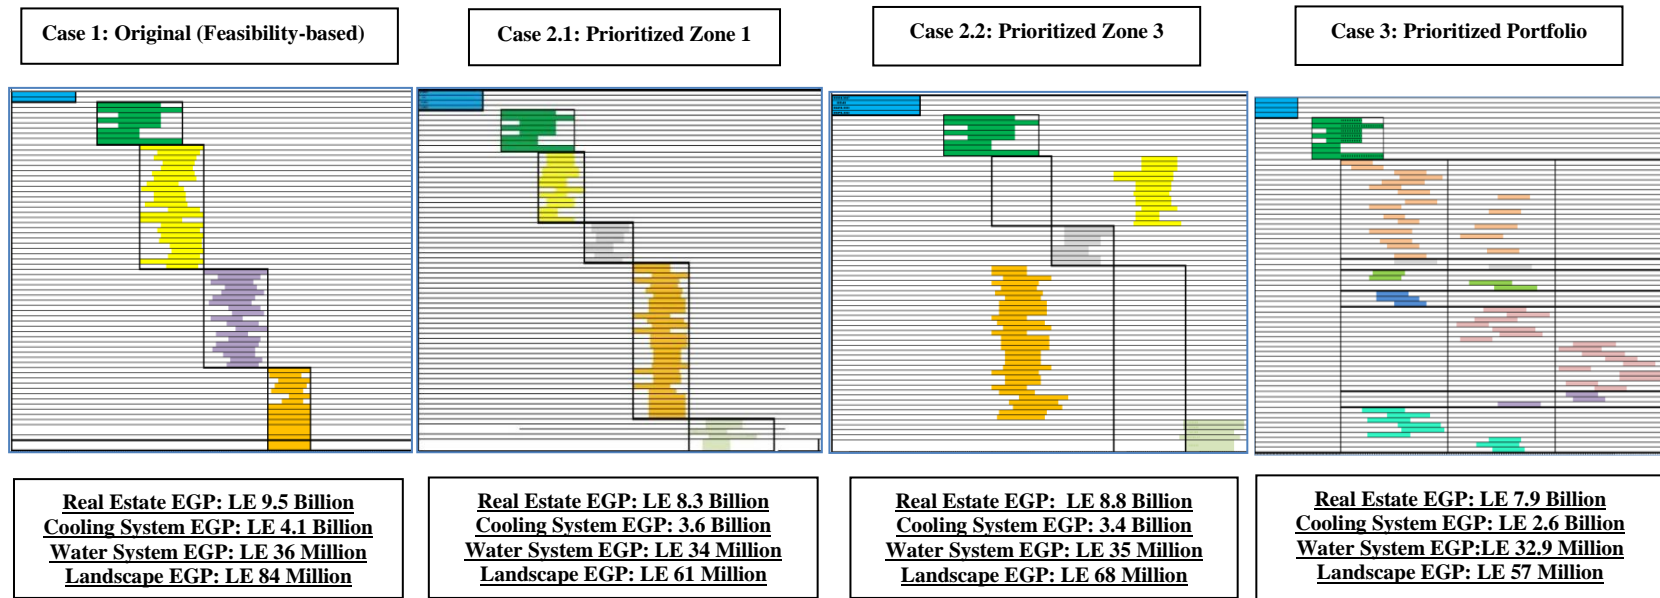 Case 1: Original (Feasibility-based)
Case 2.1: Prioritized Zone 1
Case 2.2: Prioritized Zone 3
Case 3: Prioritized Portfolio
Real Estate EGP: LE 9.5 Billion
Cooling System EGP: LE 4.1 Billion
Water System EGP: LE 36 Million
Landscape EGP: LE 84 Million
Real Estate EGP: LE 8.3 Billion
Cooling System EGP: 3.6 Billion
Water System EGP: LE 34 Million
Landscape EGP: LE 61 Million
Real Estate EGP: LE 8.8 Billion
Cooling System EGP: 3.4 Billion
Water System EGP: LE 35 Million
Landscape EGP: LE 68 Million
Real Estate EGP: LE 7.9 Billion
Cooling System EGP: LE 2.6 Billion
Water System EGP:LE 32.9 Million
Landscape EGP: LE 57 Million